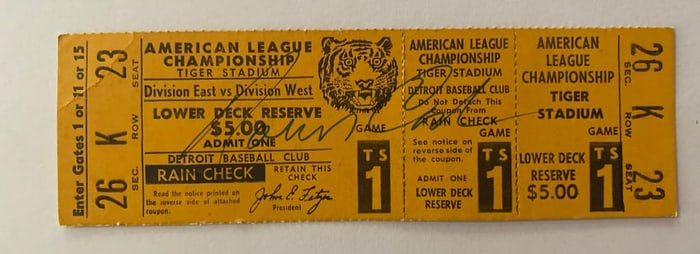 Enter Gates 1 or 11 or 15
26 K 23
SEC. ROW SEAT
AMERICAN LEAGUE
CHAMPIONSHIP
TIGER STADIUM
Division East vs Division West
LOWER DECK RESERVE
$5.00
ADMIT ONE
DETROIT BASEBALL CLUB
RAIN CHECK
RETAIN THIS
CHECK
Read the notice printed on
the reverse side of attached
coupon.
John E. Fetzer
President
GAME
TS
1
AMERICAN LEAGUE
CHAMPIONSHIP
TIGER STADIUM
DETROIT BASEBALL CLUB
Do Not Detach This
Coupon From
RAIN CHECK
GAME
See notice on
reverse side of
the coupon.
ADMIT ONE
LOWER DECK
RESERVE
TS
1
AMERICAN
LEAGUE
CHAMPIONSHIP
TIGER
STADIUM
GAME
LOWER DECK
RESERVE
$5.00
TS
1
26 K 23
SEC. ROW SEAT